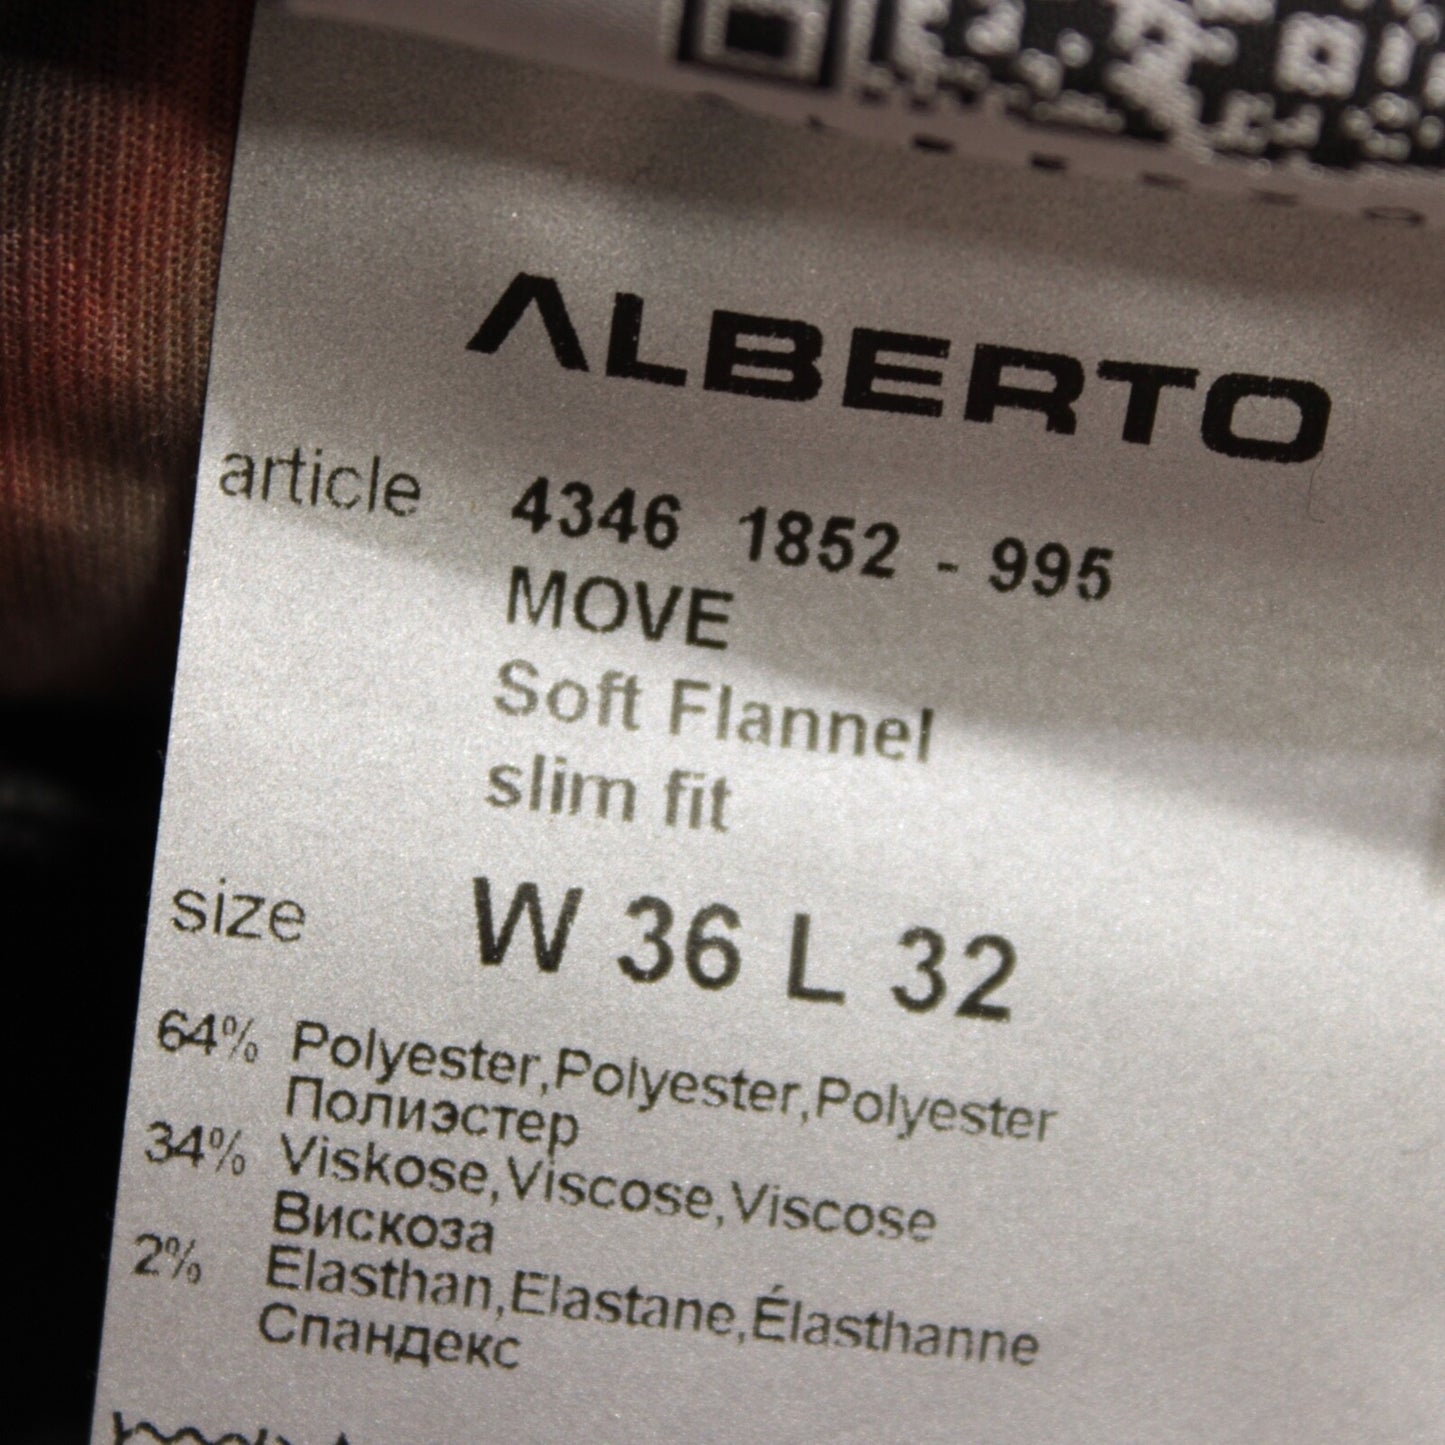 ALBERTO
article 4346 1852 - 995
MOVE
Soft Flannel
slim fit
size W 36 L 32
64% Polyester,Polyester,Polyester
Полиэстер
34% Viskose,Viscose,Viscose
Вискоза
2% Elasthan,Elastane,Élasthanne
Спандекс